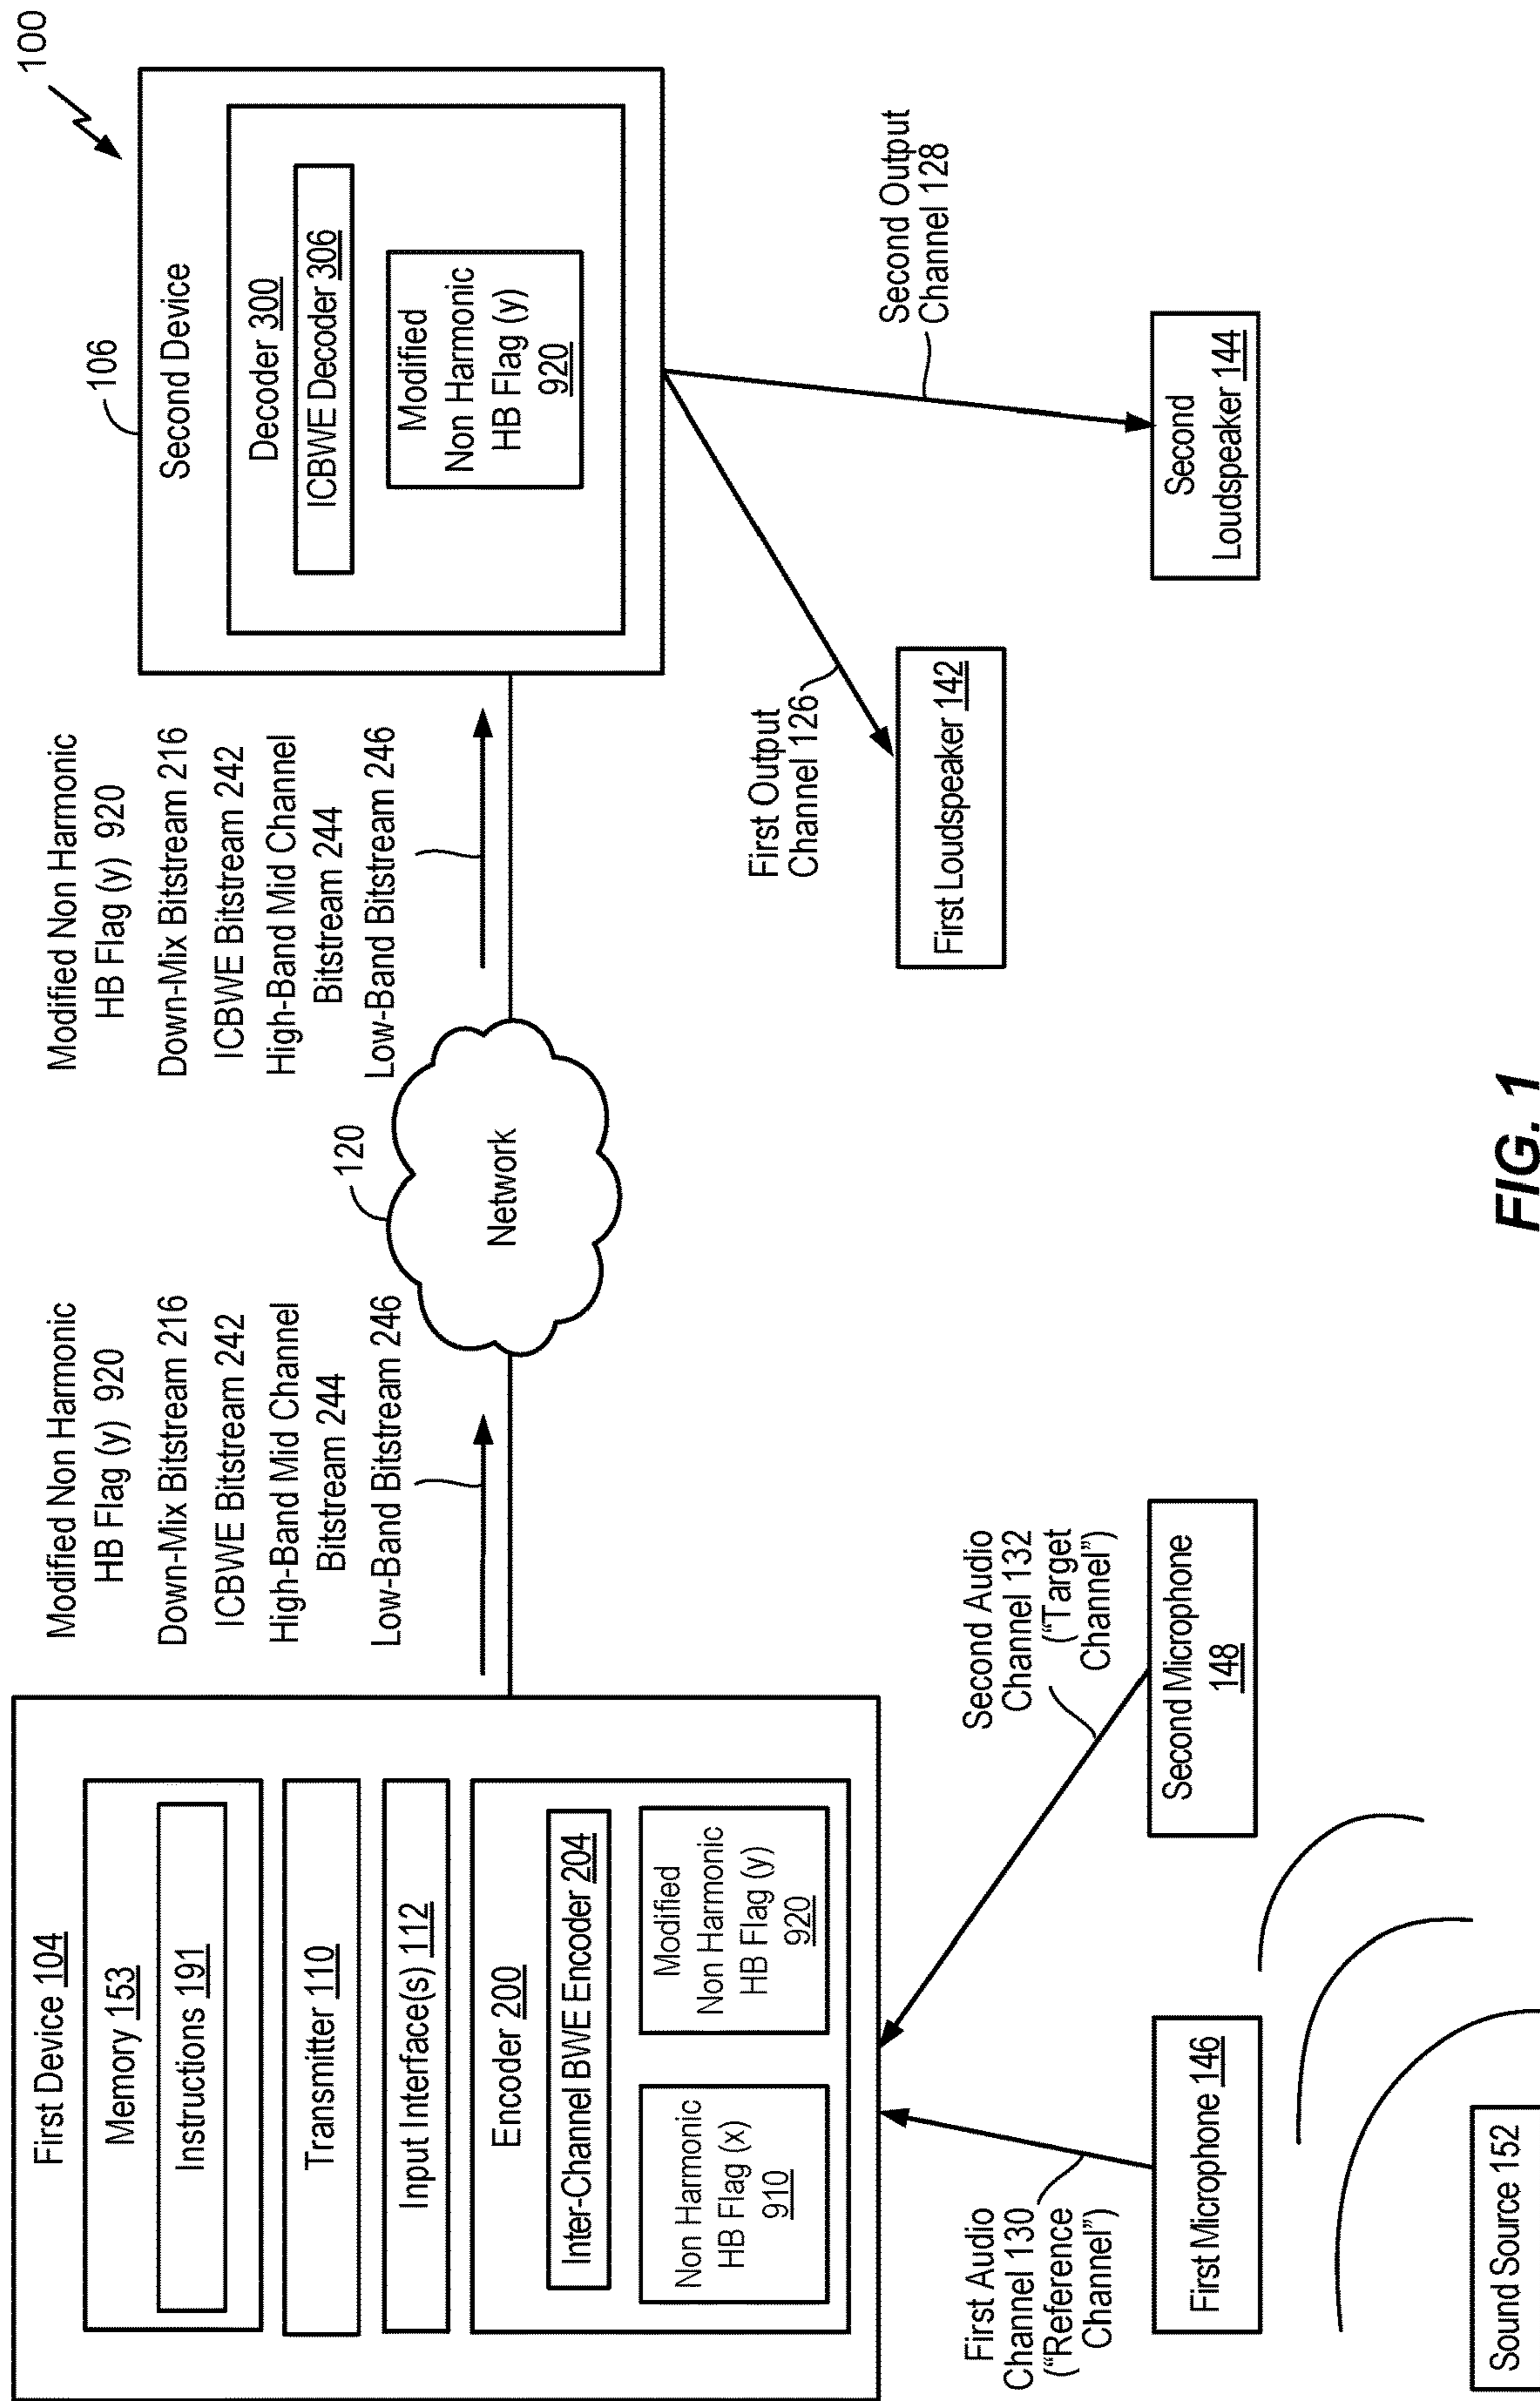 100
First Device 104
Memory 153
Instructions 191
Transmitter 110
Input Interface(s) 112
Encoder 200
Inter-Channel BWE Encoder 204
Non Harmonic
HB Flag (x)
910
Modified
Non Harmonic
HB Flag (y)
920
Modified Non Harmonic
HB Flag (y) 920
Down-Mix Bitstream 216
ICBWE Bitstream 242
High-Band Mid Channel
Bitstream 244
Low-Band Bitstream 246
120
Network
Modified Non Harmonic
HB Flag (y) 920
Down-Mix Bitstream 216
ICBWE Bitstream 242
High-Band Mid Channel
Bitstream 244
Low-Band Bitstream 246
106
Second Device
Decoder 300
ICBWE Decoder 306
Modified
Non Harmonic
HB Flag (y)
920
First Audio
Channel 130
(“Reference
Channel”)
Second Audio
Channel 132
(“Target
Channel”)
First Output
Channel 126
Second Output
Channel 128
First Microphone 146
Second Microphone
148
First Loudspeaker 142
Second
Loudspeaker 144
Sound Source 152
FIG. 1